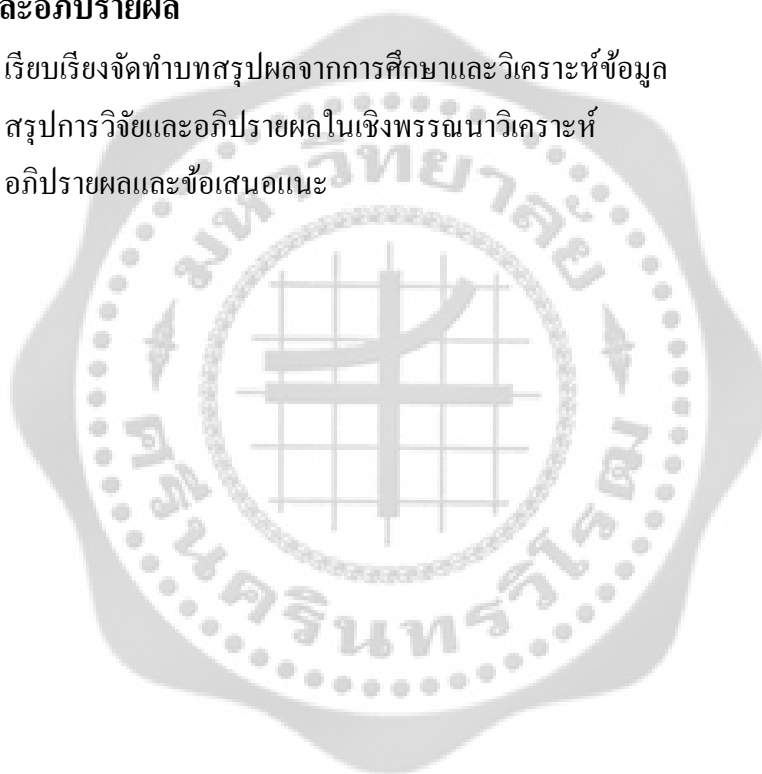 ละอภิปรายผล
เรียบเรียงจัดทำบทสรุปผลจากการศึกษาและวิเคราะห์ข้อมูล
สรุปการวิจัยและอภิปรายผลในเชิงพรรณนาวิเคราะห์
อภิปรายผลและข้อเสนอแนะ
มหาวิทยาลัย
ศรีนครินทรวิโรฒ